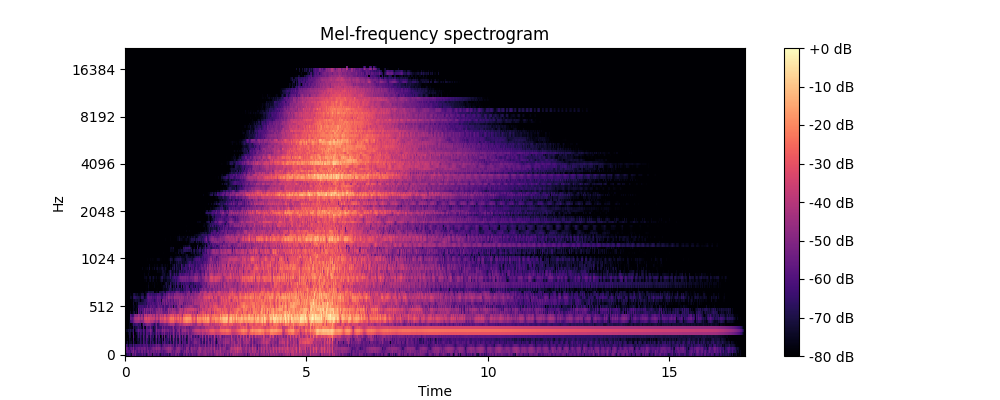 Mel-frequency spectrogram
16384
8192
4096
2048
1024
512
0
Hz
0 5 10 15
Time
+0 dB
-10 dB
-20 dB
-30 dB
-40 dB
-50 dB
-60 dB
-70 dB
-80 dB